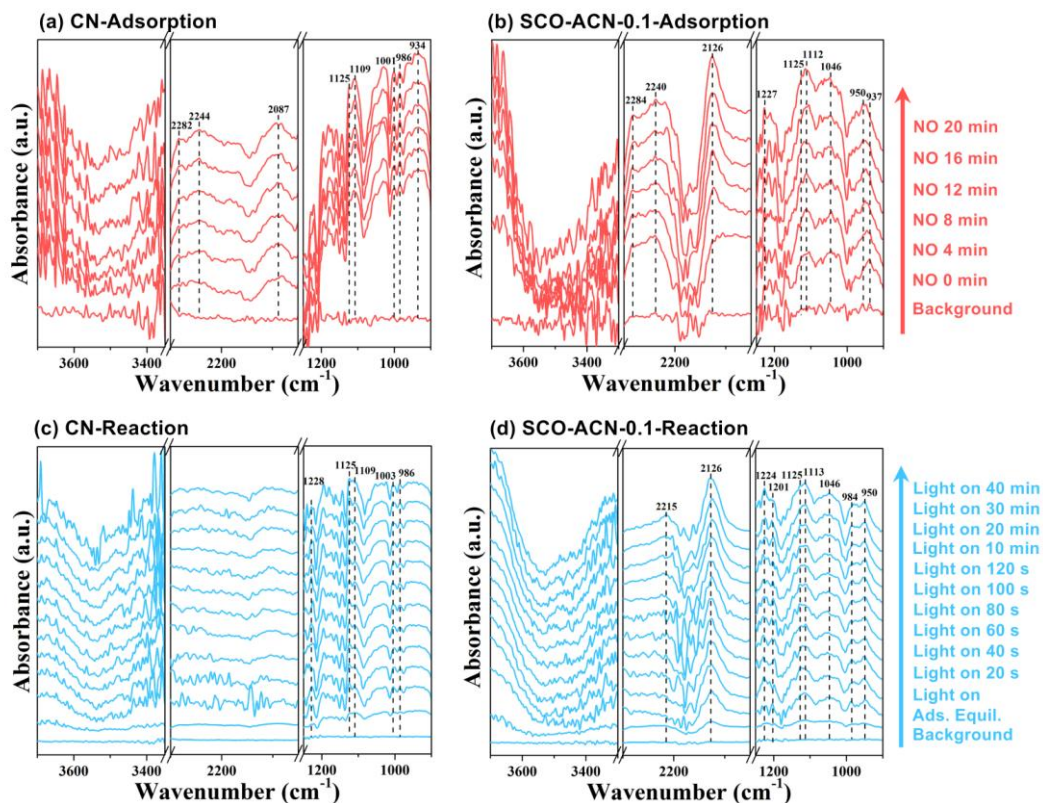 (a) CN-Adsorption
Absorbance (a.u.)
2282
2244
2087
1125
1109
1001
986
934
3600
3400
2200
1200
1000
Wavenumber (cm-1)
(b) SCO-ACN-0.1-Adsorption
Absorbance (a.u.)
2284
2240
2126
1227
1125
1112
1046
950
937
3600
3400
2200
1200
1000
Wavenumber (cm-1)
NO 20 min
NO 16 min
NO 12 min
NO 8 min
NO 4 min
NO 0 min
Background
(c) CN-Reaction
Absorbance (a.u.)
1228
1125
1109
1003
986
3600
3400
2200
1200
1000
Wavenumber (cm-1)
(d) SCO-ACN-0.1-Reaction
Absorbance (a.u.)
2215
2126
1224
1201
1125
1113
1046
984
950
3600
3400
2200
1200
1000
Wavenumber (cm-1)
Light on 40 min
Light on 30 min
Light on 20 min
Light on 10 min
Light on 120 s
Light on 100 s
Light on 80 s
Light on 60 s
Light on 40 s
Light on 20 s
Light on
Ads. Equil.
Background